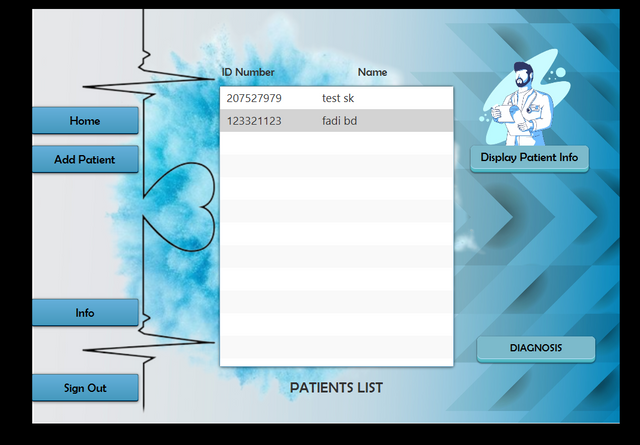 ID Number Name
207527979 test sk
123321123 fadi bd
Home
Add Patient
Display Patient Info
Info
DIAGNOSIS
Sign Out
PATIENTS LIST